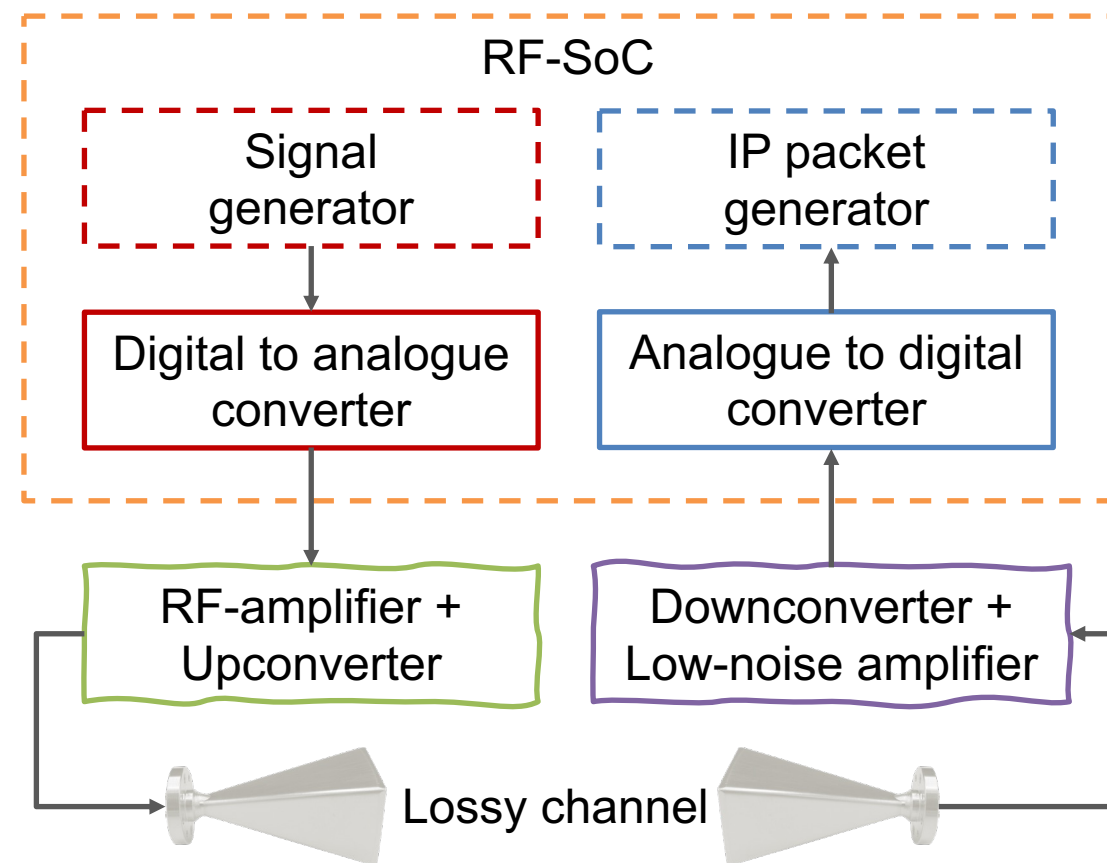 RF-SoC
Signal
generator
IP packet
generator
Digital to analogue
converter
Analogue to digital
converter
RF-amplifier +
Upconverter
Downconverter +
Low-noise amplifier
Lossy channel